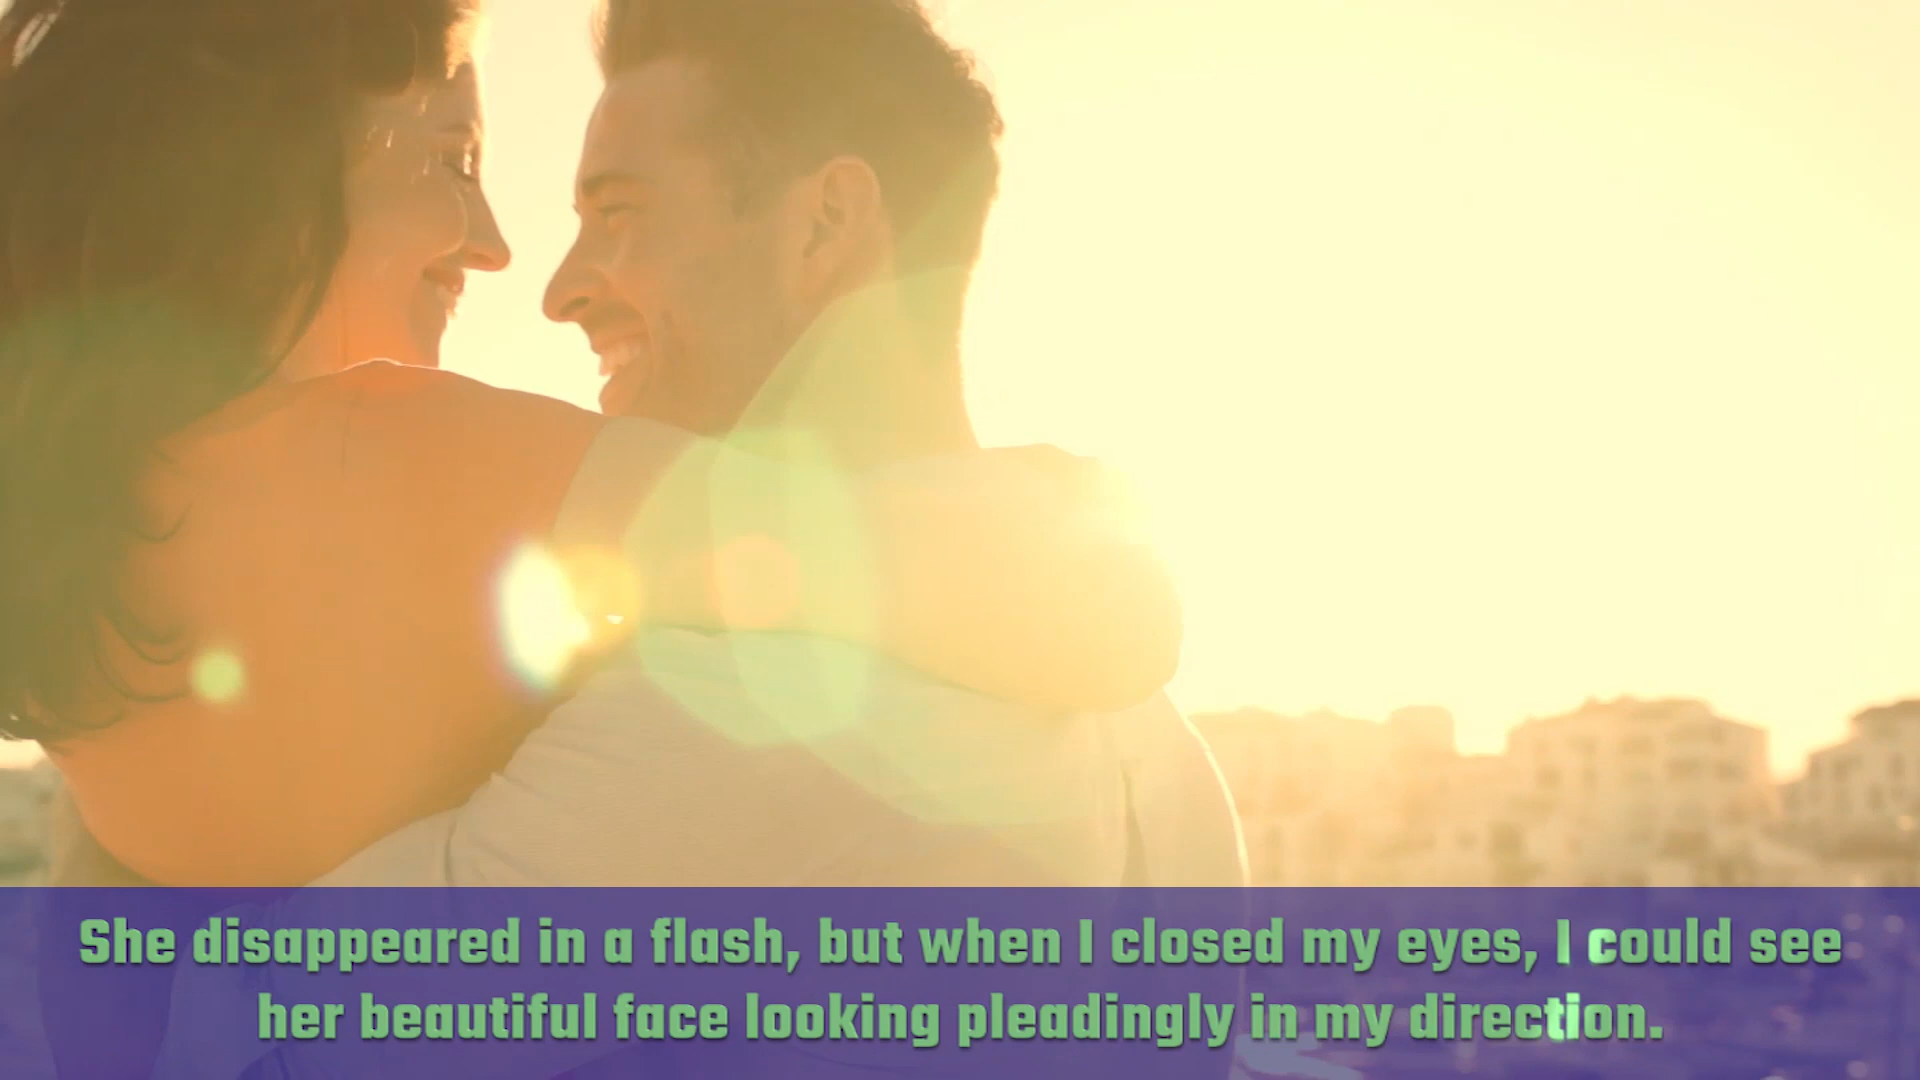 She disappeared in a flash, but when I closed my eyes, I could see
her beautiful face looking pleadingly in my direction.